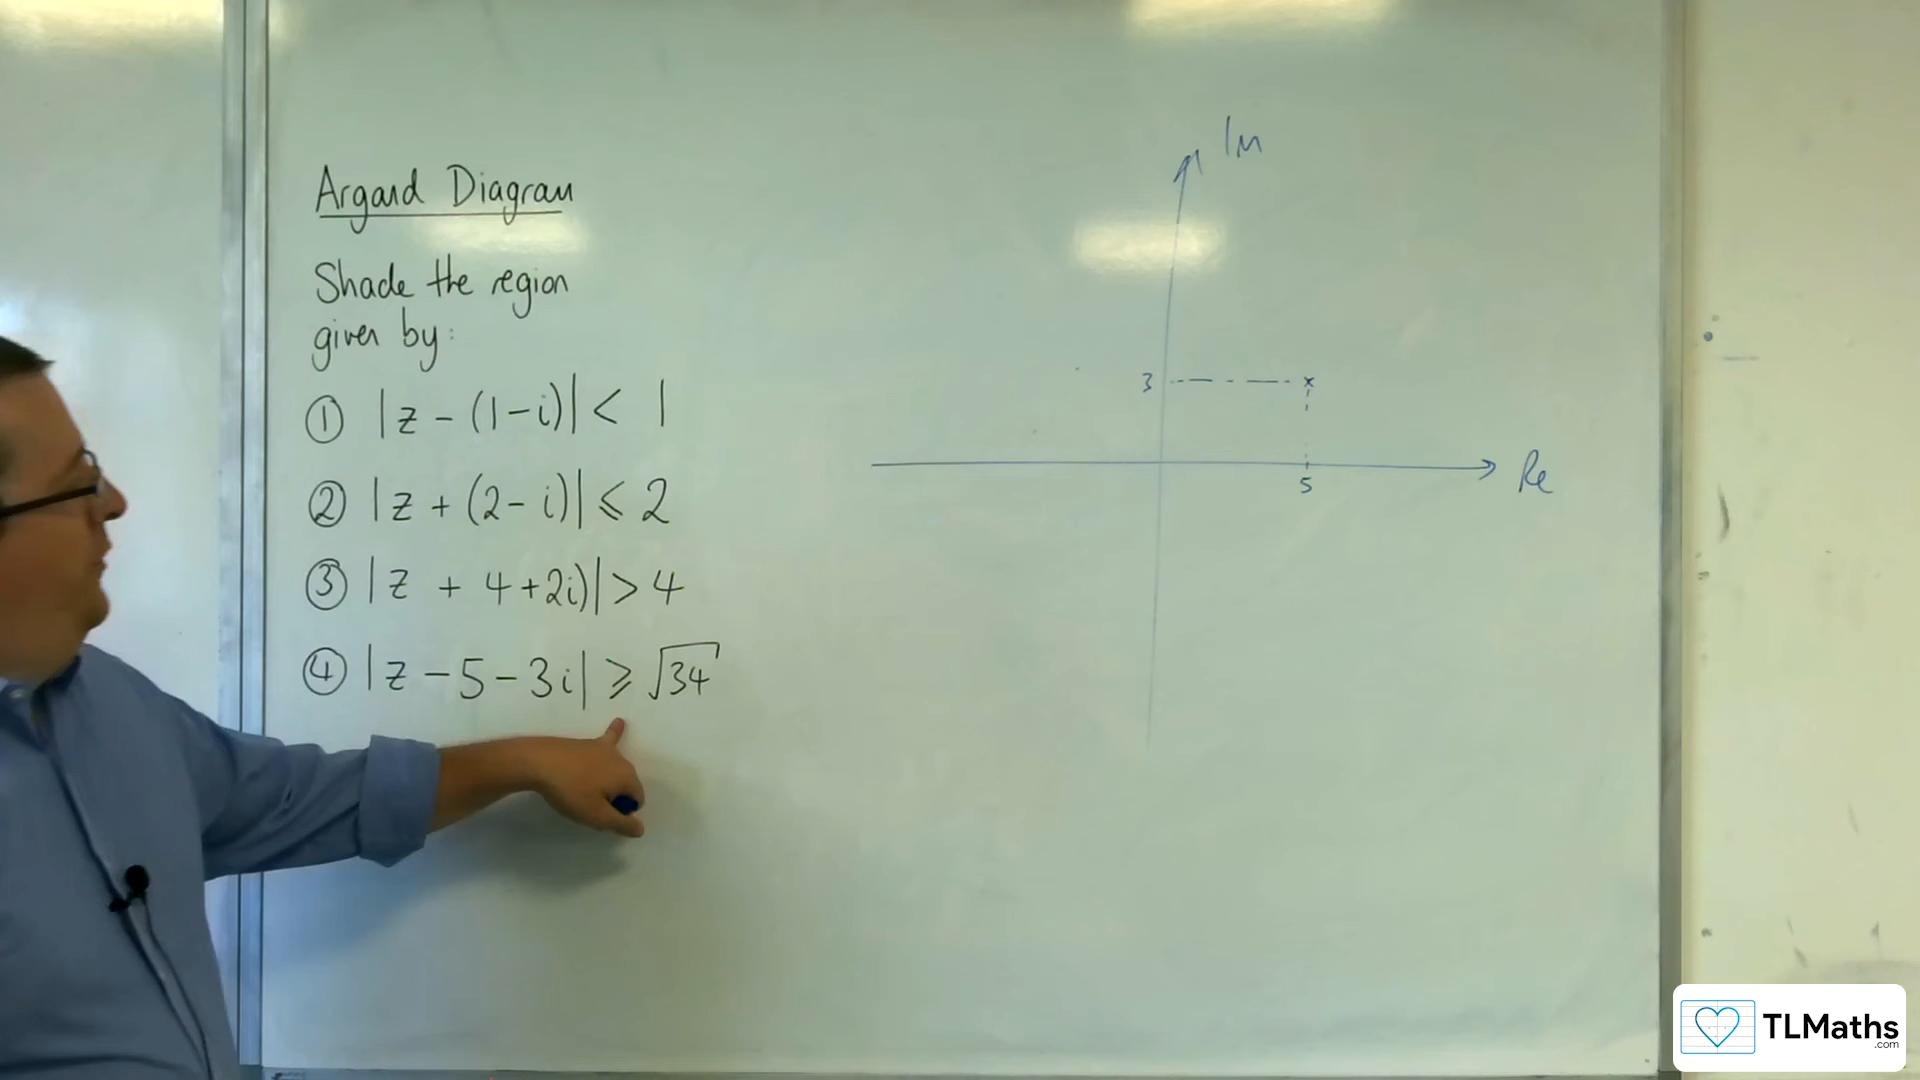 Argand Diagram
Shade the region
given by:
① |z - (1-i)| < 1
② |z + (2-i)| ⩽ 2
③ |z + 4+2i)| > 4
④ |z - 5 - 3i| ⩾ √34
Im
3
5
Re
TLMaths
.com